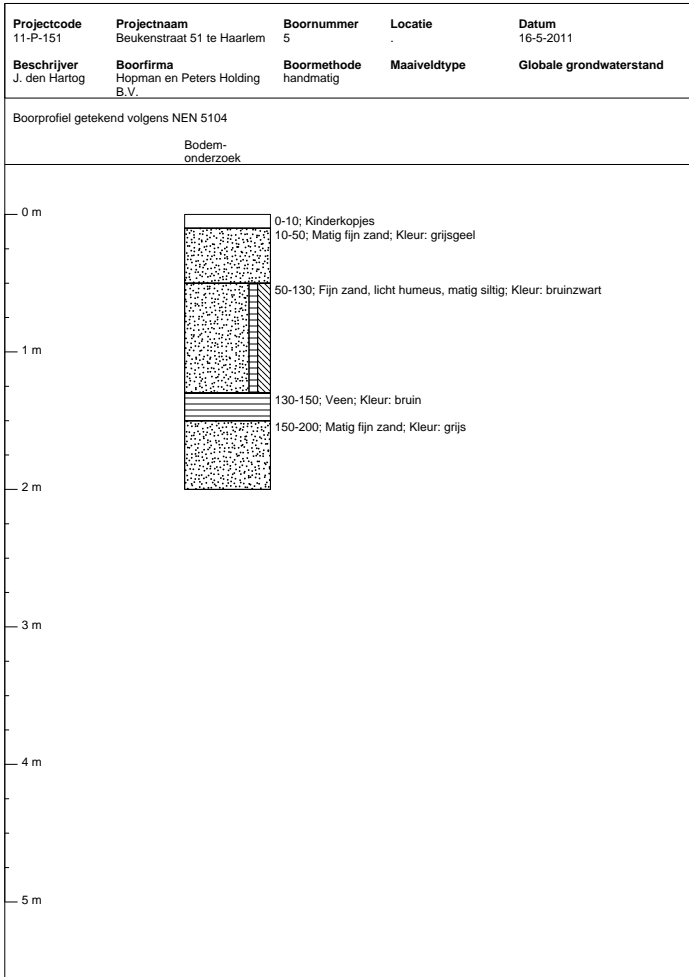 Projectcode Projectnaam Boornummer Locatie Datum
11-P-151 Beukenstraat 51 te Haarlem 5 . 16-5-2011
Beschrijver Boorfirma Boormethode Maaiveldtype Globale grondwaterstand
J. den Hartog Hopman en Peters Holding handmatig
B.V.
Boorprofiel getekend volgens NEN 5104
Bodem-
onderzoek
0 m
0-10; Kinderkopjes
10-50; Matig fijn zand; Kleur: grijsgeel
50-130; Fijn zand, licht humeus, matig siltig; Kleur: bruinzwart
1 m
130-150; Veen; Kleur: bruin
150-200; Matig fijn zand; Kleur: grijs
2 m
3 m
4 m
5 m